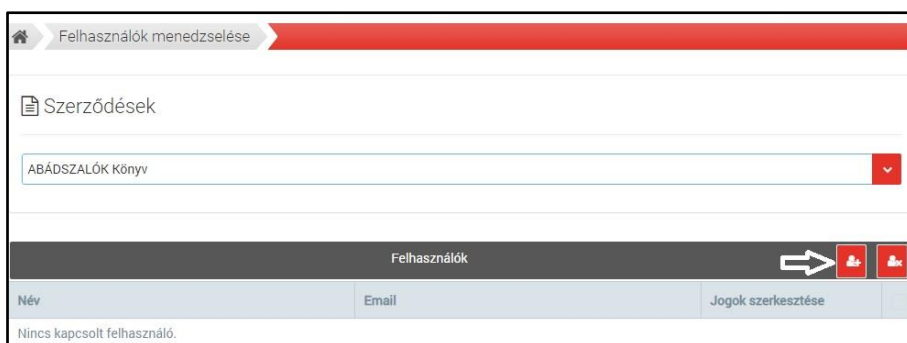 Felhasználók menedzselése
Szerződések
ABÁDSZALÓK Könyv
Felhasználók
Név Email Jogok szerkesztése
Nincs kapcsolt felhasználó.